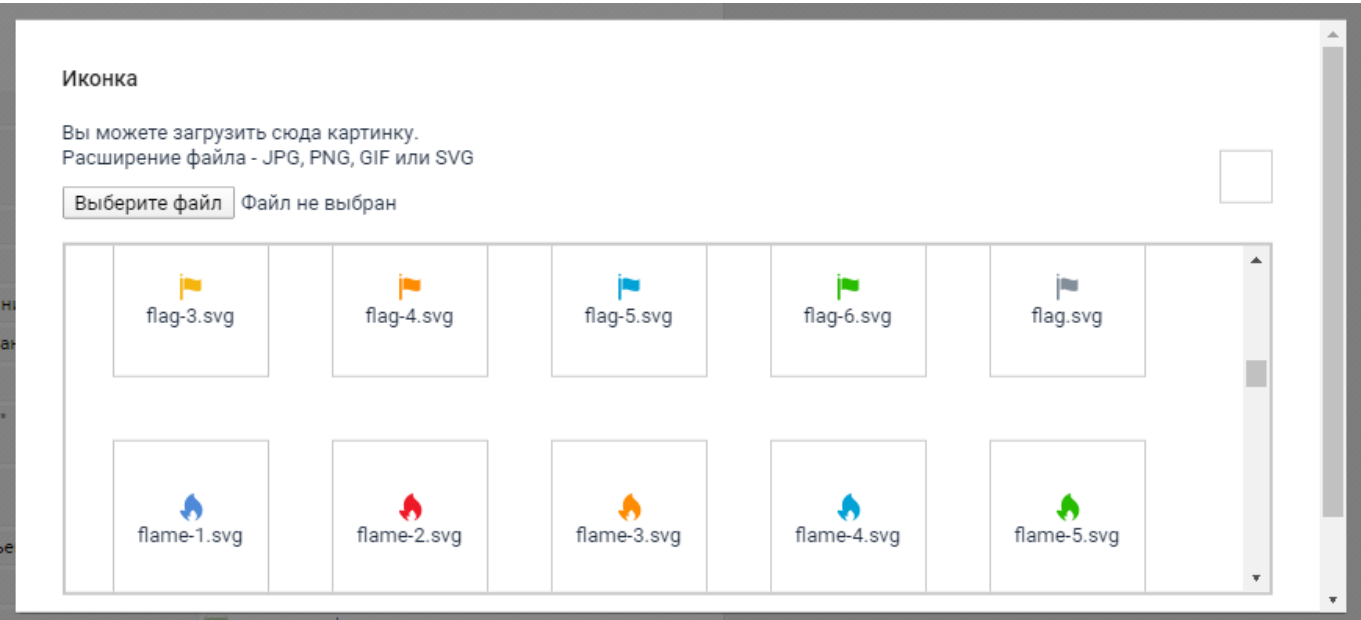 Иконка
Вы можете загрузить сюда картинку.
Расширение файла - JPG, PNG, GIF или SVG
Выберите файл Файл не выбран
flag-3.svg flag-4.svg flag-5.svg flag-6.svg flag.svg
flame-1.svg flame-2.svg flame-3.svg flame-4.svg flame-5.svg